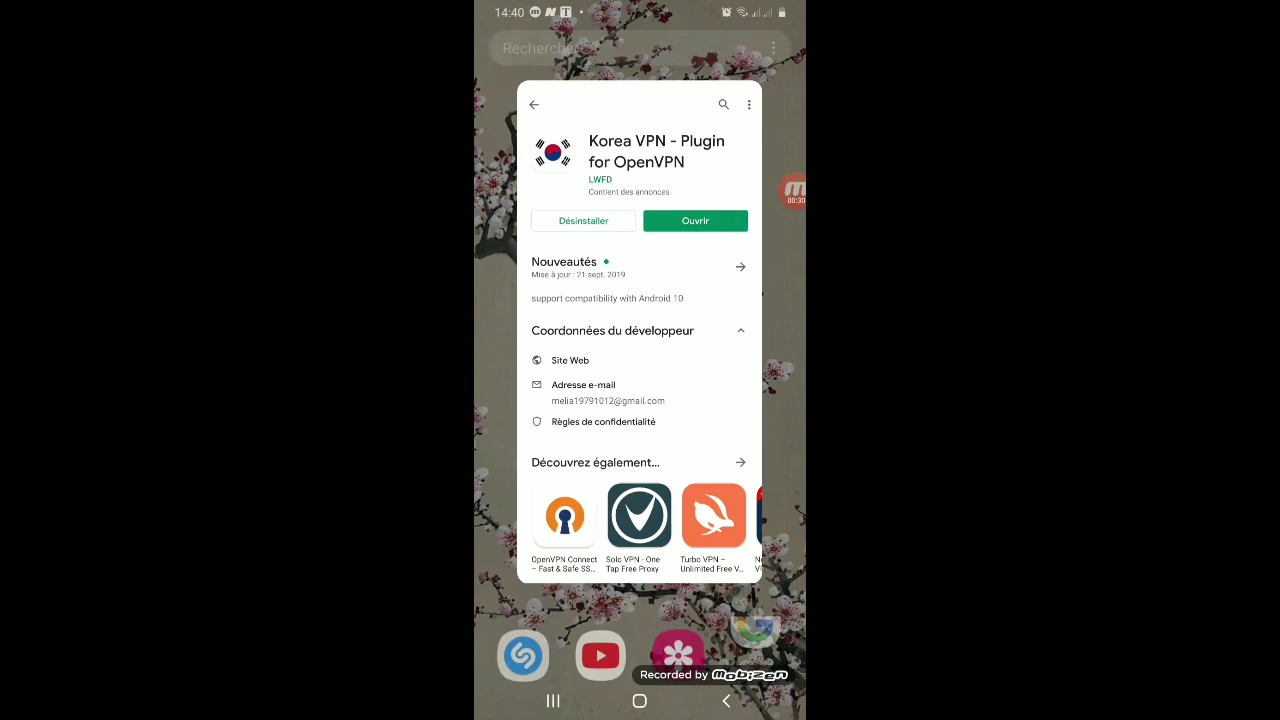 14:40
Recherche
Korea VPN - Plugin
for OpenVPN
LWFD
Contient des annonces
00:30
Désinstaller
Ouvrir
Nouveautés
Mise à jour : 21 sept. 2019
support compatibility with Android 10
Coordonnées du développeur
Site Web
Adresse e-mail
melia19791012@gmail.com
Règles de confidentialité
Découvrez également...
OpenVPN Connect
– Fast & Safe SS...
Solo VPN - One
Tap Free Proxy
Turbo VPN –
Unlimited Free V...
Recorded by mobizen